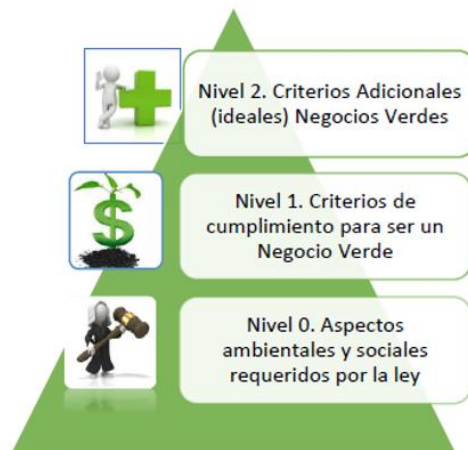 Nivel 2. Criterios Adicionales
(ideales) Negocios Verdes
Nivel 1. Criterios de
cumplimiento para ser un
Negocio Verde
Nivel 0. Aspectos
ambientales y sociales
requeridos por la ley